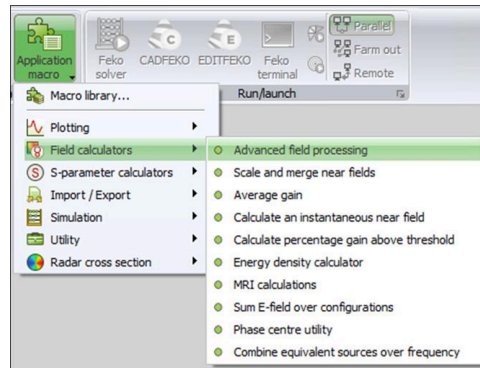 Application macro
Feko solver
CADFEKO
EDITFEKO
Feko terminal
Parallel
Farm out
Remote
Run/launch
Macro library...
Plotting
Field calculators
S-parameter calculators
Import / Export
Simulation
Utility
Radar cross section
Advanced field processing
Scale and merge near fields
Average gain
Calculate an instantaneous near field
Calculate percentage gain above threshold
Energy density calculator
MRI calculations
Sum E-field over configurations
Phase centre utility
Combine equivalent sources over frequency